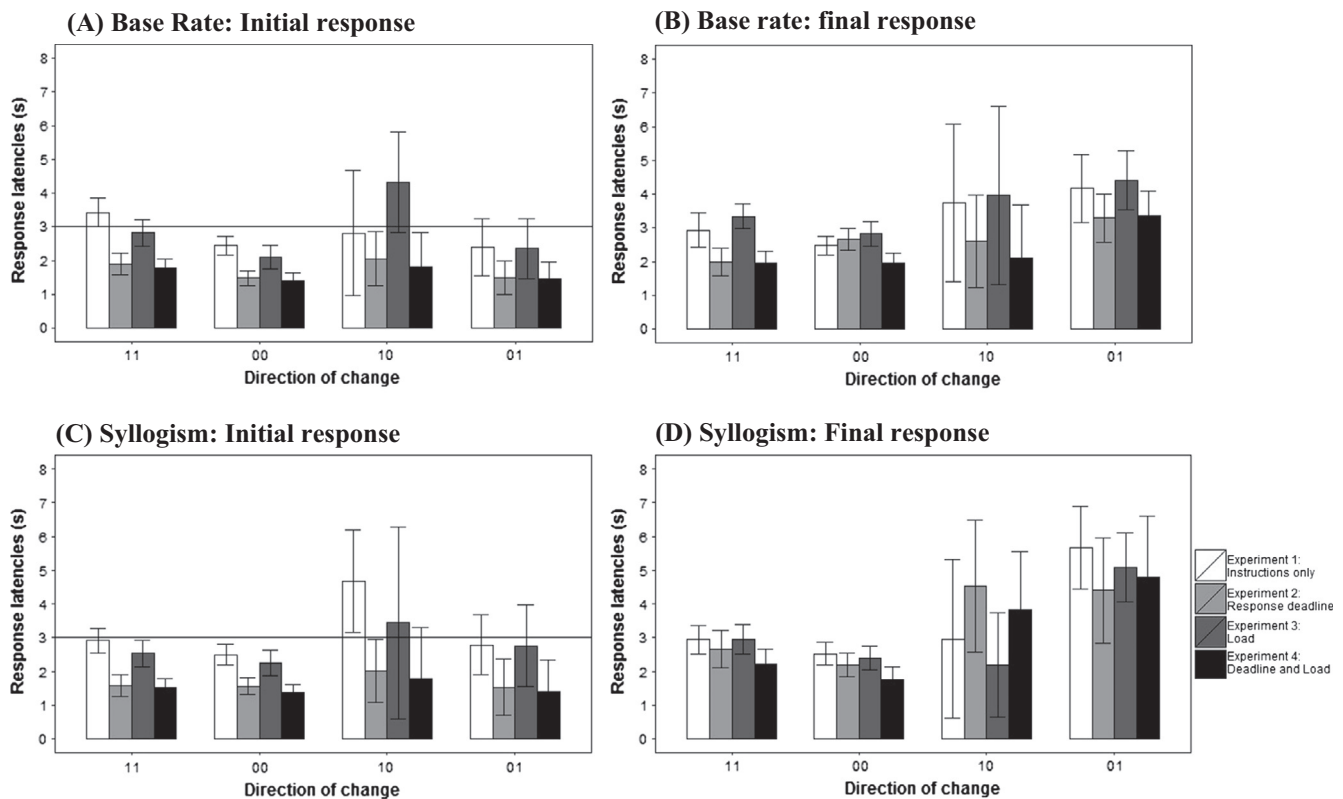 (A) Base Rate: Initial response
Response latencies (s)
8
7
6
5
4
3
2
1
0
11
00
10
01
Direction of change
(B) Base rate: final response
Response latencies (s)
8
7
6
5
4
3
2
1
0
11
00
10
01
Direction of change
(C) Syllogism: Initial response
Response latencies (s)
8
7
6
5
4
3
2
1
0
11
00
10
01
Direction of change
(D) Syllogism: Final response
Response latencies (s)
8
7
6
5
4
3
2
1
0
11
00
10
01
Direction of change
Experiment 1:
Instructions only
Experiment 2:
Response deadline
Experiment 3:
Load
Experiment 4:
Deadline and Load